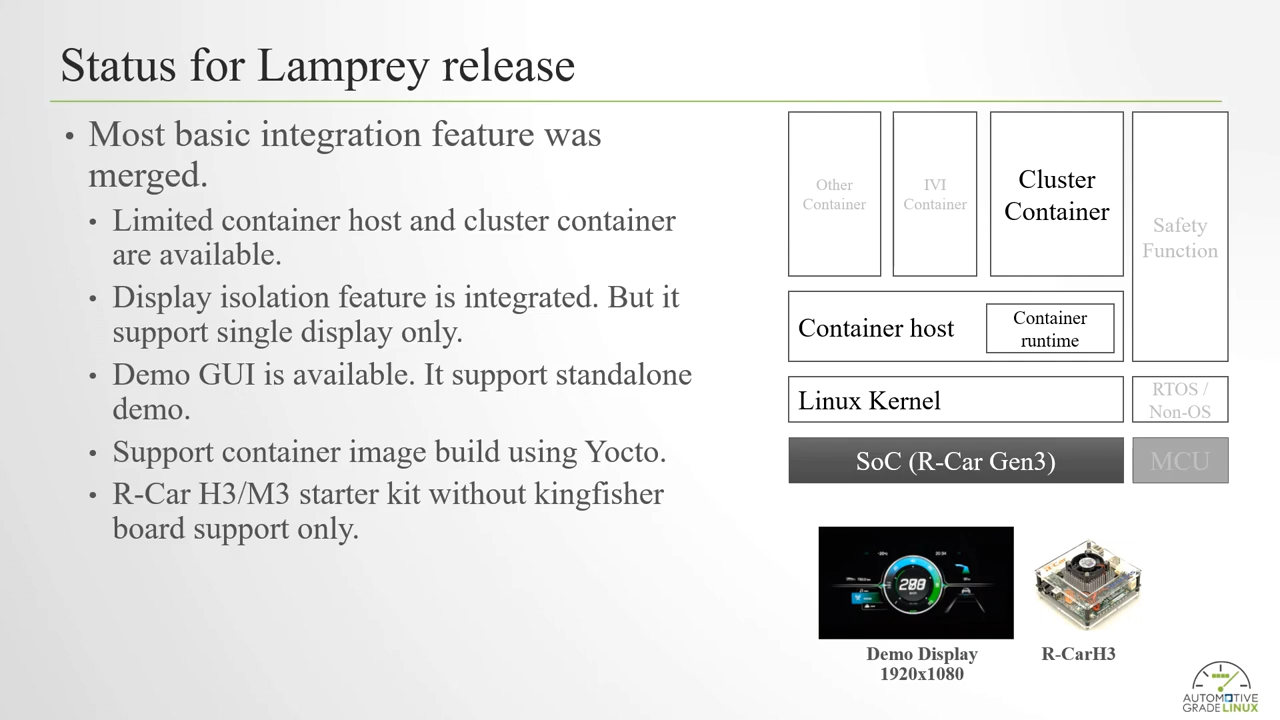 Status for Lamprey release
• Most basic integration feature was
merged.
• Limited container host and cluster container
are available.
• Display isolation feature is integrated. But it
support single display only.
• Demo GUI is available. It support standalone
demo.
• Support container image build using Yocto.
• R-Car H3/M3 starter kit without kingfisher
board support only.
Other
Container
IVI
Container
Cluster
Container
Safety
Function
Container host
Container
runtime
Linux Kernel
RTOS /
Non-OS
SoC (R-Car Gen3)
MCU
288
Demo Display
1920x1080
R-CarH3
AUTOMOTIVE
GRADE LINUX